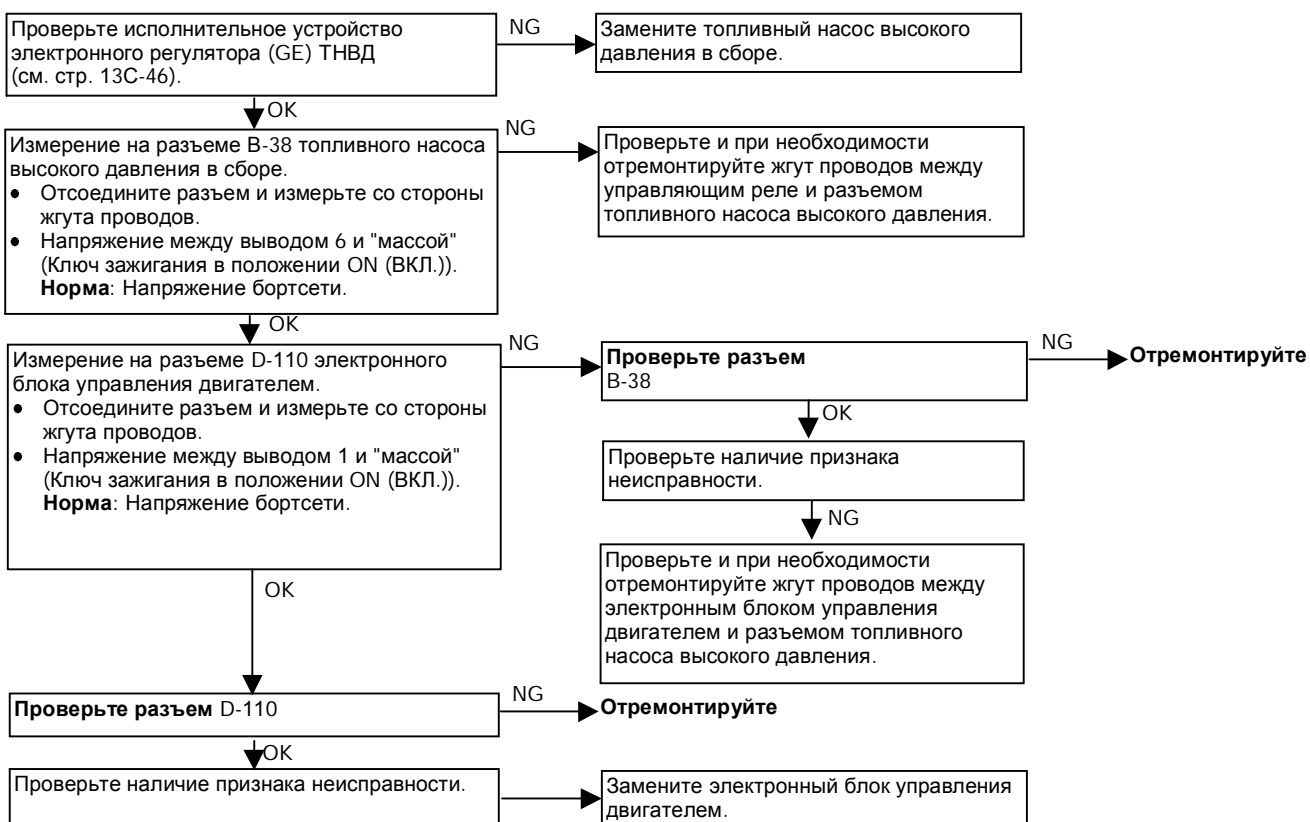 Проверьте исполнительное устройство
электронного регулятора (GE) ТНВД
(см. стр. 13С-46).
NG
Замените топливный насос высокого
давления в сборе.
OK
Измерение на разъеме В-38 топливного насоса
высокого давления в сборе.
• Отсоедините разъем и измерьте со стороны
жгута проводов.
• Напряжение между выводом 6 и "массой"
(Ключ зажигания в положении ON (ВКЛ.)).
Норма: Напряжение бортсети.
NG
Проверьте и при необходимости
отремонтируйте жгут проводов между
управляющим реле и разъемом
топливного насоса высокого давления.
OK
Измерение на разъеме D-110 электронного
блока управления двигателем.
• Отсоедините разъем и измерьте со стороны
жгута проводов.
• Напряжение между выводом 1 и "массой"
(Ключ зажигания в положении ON (ВКЛ.)).
Норма: Напряжение бортсети.
NG
Проверьте разъем
В-38
NG
Отремонтируйте
OK
Проверьте наличие признака
неисправности.
NG
Проверьте и при необходимости
отремонтируйте жгут проводов между
электронным блоком управления
двигателем и разъемом топливного
насоса высокого давления.
OK
Проверьте разъем D-110
NG
Отремонтируйте
OK
Проверьте наличие признака неисправности.
Замените электронный блок управления
двигателем.